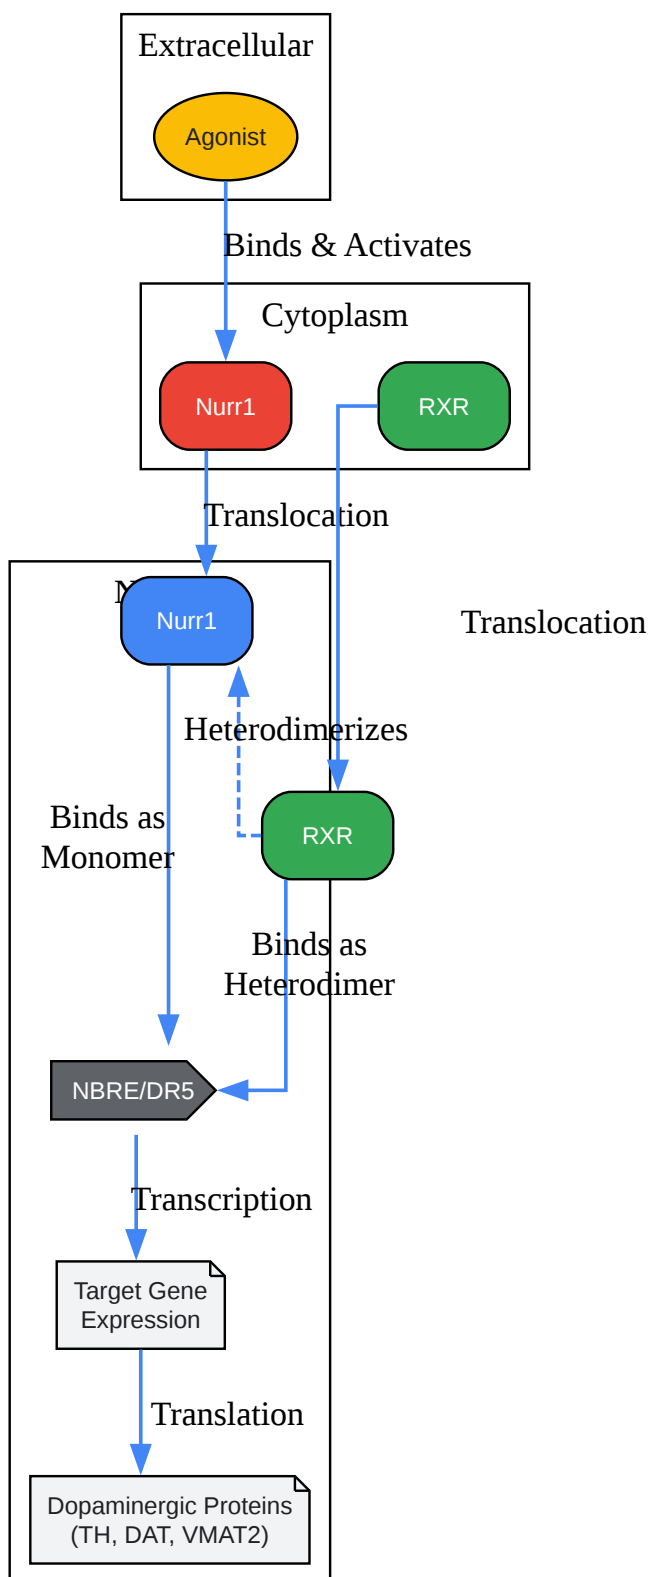 Extracellular
Agonist
Binds & Activates
Cytoplasm
Nurr1
RXR
Translocation
Nurr1
Translocation
Heterodimerizes
Binds as
Monomer
RXR
Binds as
Heterodimer
NBRE/DR5
Transcription
Target Gene
Expression
Translation
Dopaminergic Proteins
(TH, DAT, VMAT2)